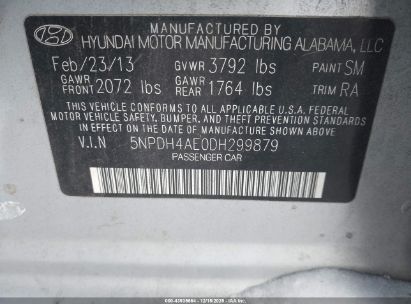 MANUFACTURED BY
HYUNDAI MOTOR MANUFACTURING ALABAMA, LLC
Feb/23/13 GVWR 3792 lbs PAINT SM
GAWR FRONT 2072 lbs GAWR REAR 1764 lbs TRIM RA
THIS VEHICLE CONFORMS TO ALL APPLICABLE U.S.A FEDERAL
MOTOR VEHICLE SAFETY, BUMPER, AND THEFT PREVENTION STANDARDS
IN EFFECT ON THE DATE OF MANUFACTURE SHOWN ABOVE.
V.I.N 5NPDH4AE0DH299879
PASSENGER CAR